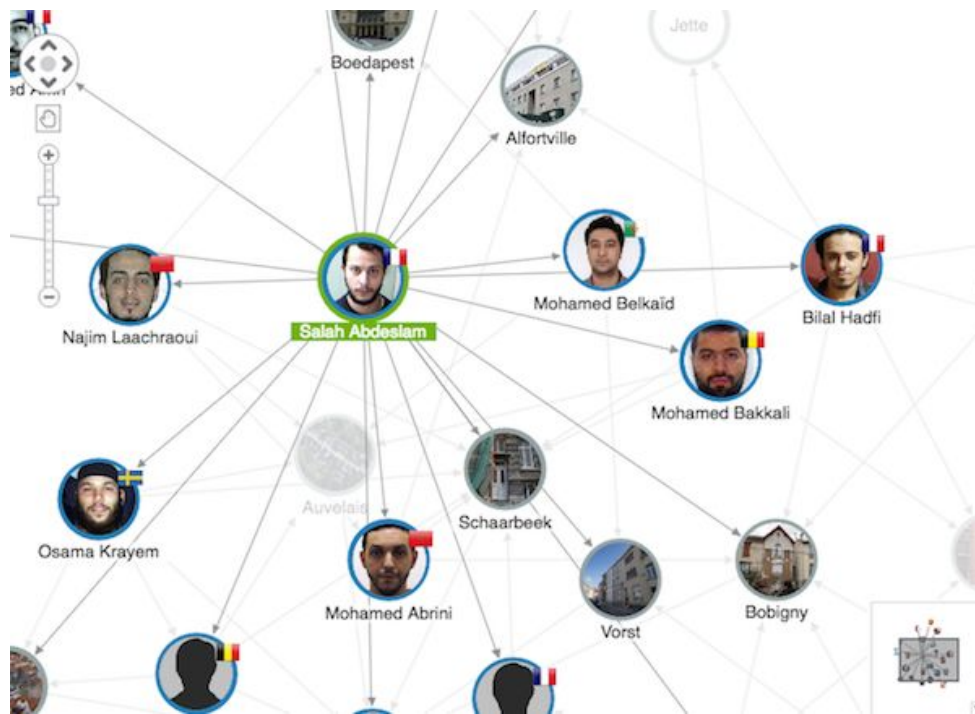 Jette
Boedapest
Alfortville
Mohamed Belkaïd
Bilal Hadfi
Najim Laachraoui
Salah Abdeslam
Mohamed Bakkali
Auvelais
Schaarbeek
Osama Krayem
Mohamed Abrini
Vorst
Bobigny